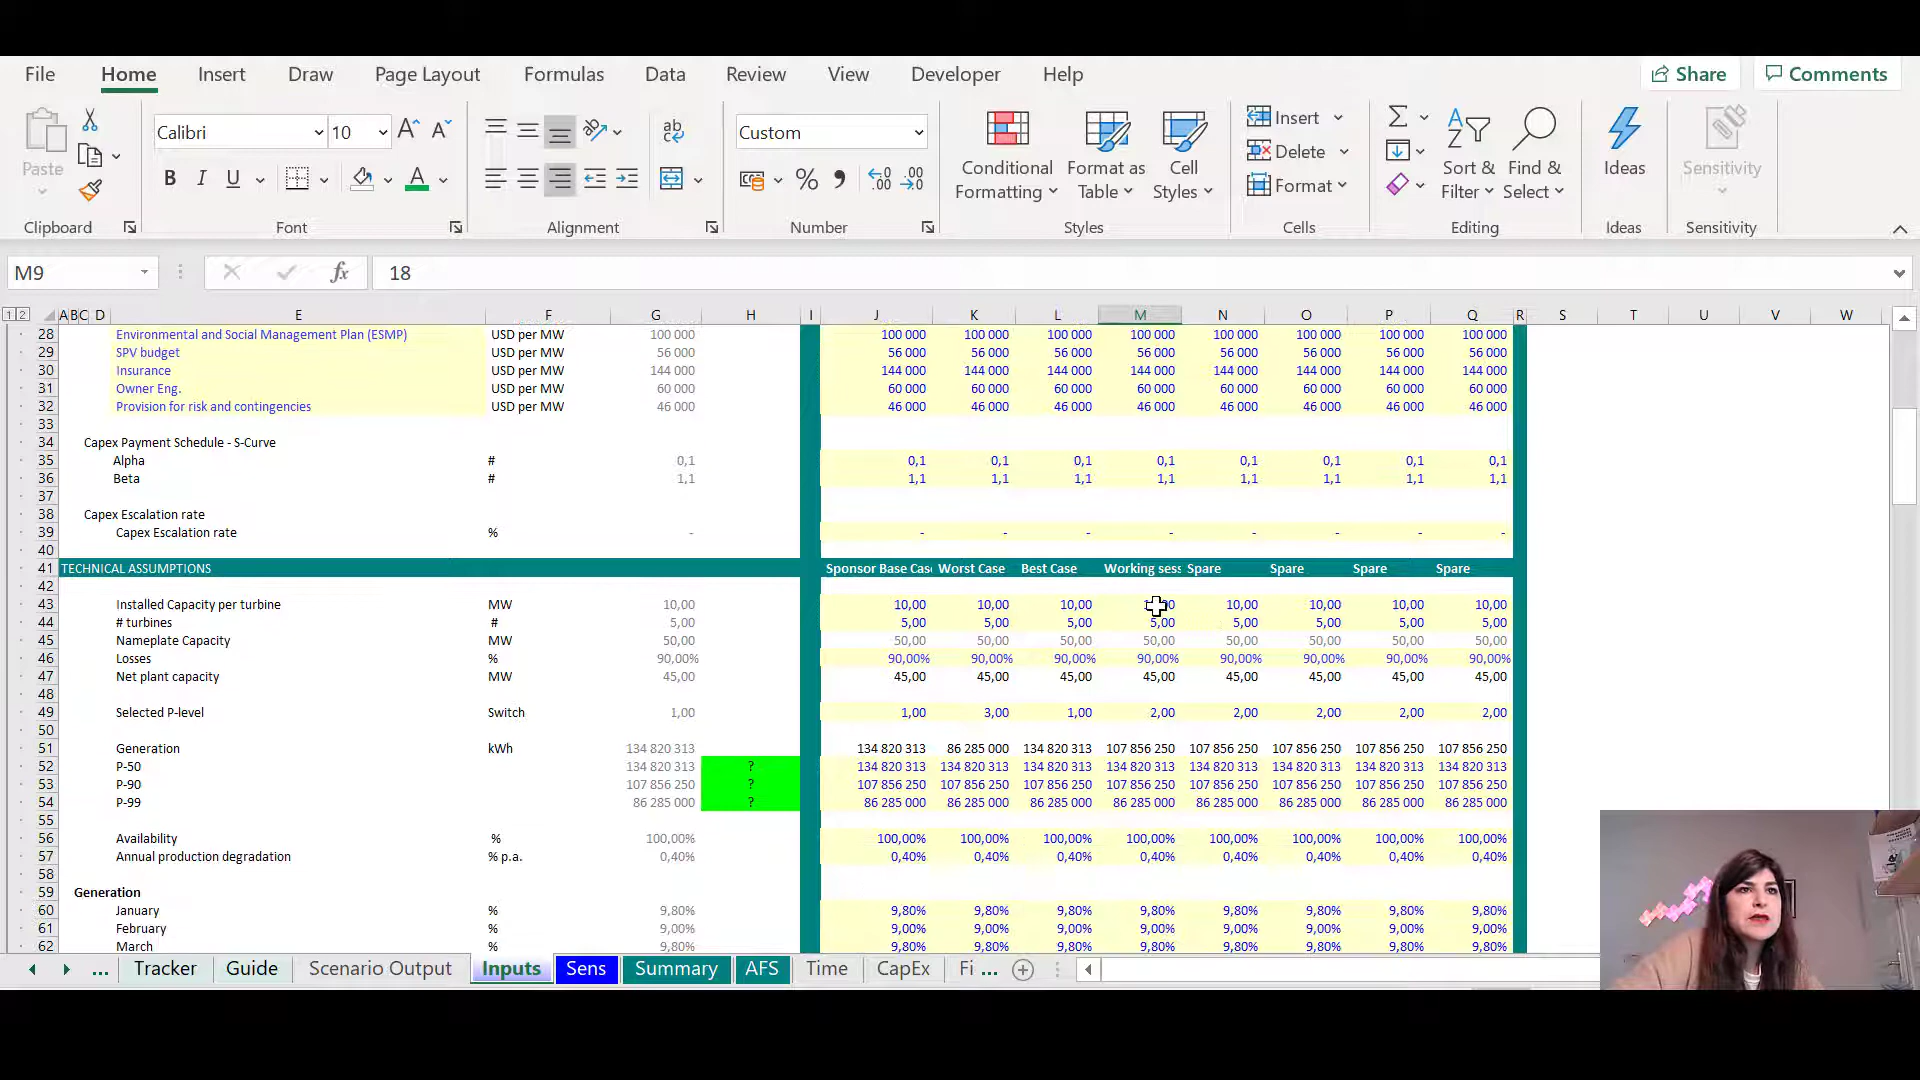 File Home Insert Draw Page Layout Formulas Data Review View Developer Help Share Comments
Paste Calibri 10 A A ab Custom Conditional Formatting Format as Table Cell Styles Insert Delete Format Sort & Filter Find & Select Ideas Sensitivity
B I U A
Clipboard Font Alignment Number Styles Cells Editing Ideas Sensitivity
M9 fx 18
1 2 A B C D E F G H I J K L M N O P Q R S T U V W
28 Environmental and Social Management Plan (ESMP) USD per MW 100 000 100 000 100 000 100 000 100 000 100 000 100 000 100 000 100 000
29 SPV budget USD per MW 56 000 56 000 56 000 56 000 56 000 56 000 56 000 56 000 56 000
30 Insurance USD per MW 144 000 144 000 144 000 144 000 144 000 144 000 144 000 144 000 144 000
31 Owner Eng. USD per MW 60 000 60 000 60 000 60 000 60 000 60 000 60 000 60 000 60 000
32 Provision for risk and contingencies USD per MW 46 000 46 000 46 000 46 000 46 000 46 000 46 000 46 000 46 000
33
34 Capex Payment Schedule - S-Curve
35 Alpha # 0,1 0,1 0,1 0,1 0,1 0,1 0,1 0,1 0,1
36 Beta # 1,1 1,1 1,1 1,1 1,1 1,1 1,1 1,1 1,1
37
38 Capex Escalation rate
39 Capex Escalation rate % - - - - - - - - -
40
41 TECHNICAL ASSUMPTIONS Sponsor Base Cas Worst Case Best Case Working sess Spare Spare Spare Spare
42
43 Installed Capacity per turbine MW 10,00 10,00 10,00 10,00 10,00 10,00 10,00 10,00
44 # turbines # 5,00 5,00 5,00 5,00 5,00 5,00 5,00 5,00 5,00
45 Nameplate Capacity MW 50,00 50,00 50,00 50,00 50,00 50,00 50,00 50,00 50,00
46 Losses % 90,00% 90,00% 90,00% 90,00% 90,00% 90,00% 90,00% 90,00% 90,00%
47 Net plant capacity MW 45,00 45,00 45,00 45,00 45,00 45,00 45,00 45,00 45,00
48
49 Selected P-level Switch 1,00 1,00 3,00 1,00 2,00 2,00 2,00 2,00 2,00
50
51 Generation kWh 134 820 313 134 820 313 86 285 000 134 820 313 107 856 250 107 856 250 107 856 250 107 856 250 107 856 250
52 P-50 134 820 313 ? 134 820 313 134 820 313 134 820 313 134 820 313 134 820 313 134 820 313 134 820 313 134 820 313
53 P-90 107 856 250 ? 107 856 250 107 856 250 107 856 250 107 856 250 107 856 250 107 856 250 107 856 250 107 856 250
54 P-99 86 285 000 ? 86 285 000 86 285 000 86 285 000 86 285 000 86 285 000 86 285 000 86 285 000 86 285 000
55
56 Availability % 100,00% 100,00% 100,00% 100,00% 100,00% 100,00% 100,00% 100,00% 100,00%
57 Annual production degradation % p.a. 0,40% 0,40% 0,40% 0,40% 0,40% 0,40% 0,40% 0,40% 0,40%
58
59 Generation
60 January % 9,80% 9,80% 9,80% 9,80% 9,80% 9,80% 9,80% 9,80% 9,80%
61 February % 9,00% 9,00% 9,00% 9,00% 9,00% 9,00% 9,00% 9,00% 9,00%
62 March % 9,80% 9,80% 9,80% 9,80% 9,80% 9,80% 9,80% 9,80% 9,80%
... Tracker Guide Scenario Output Inputs Sens Summary AFS Time CapEx Fi ...